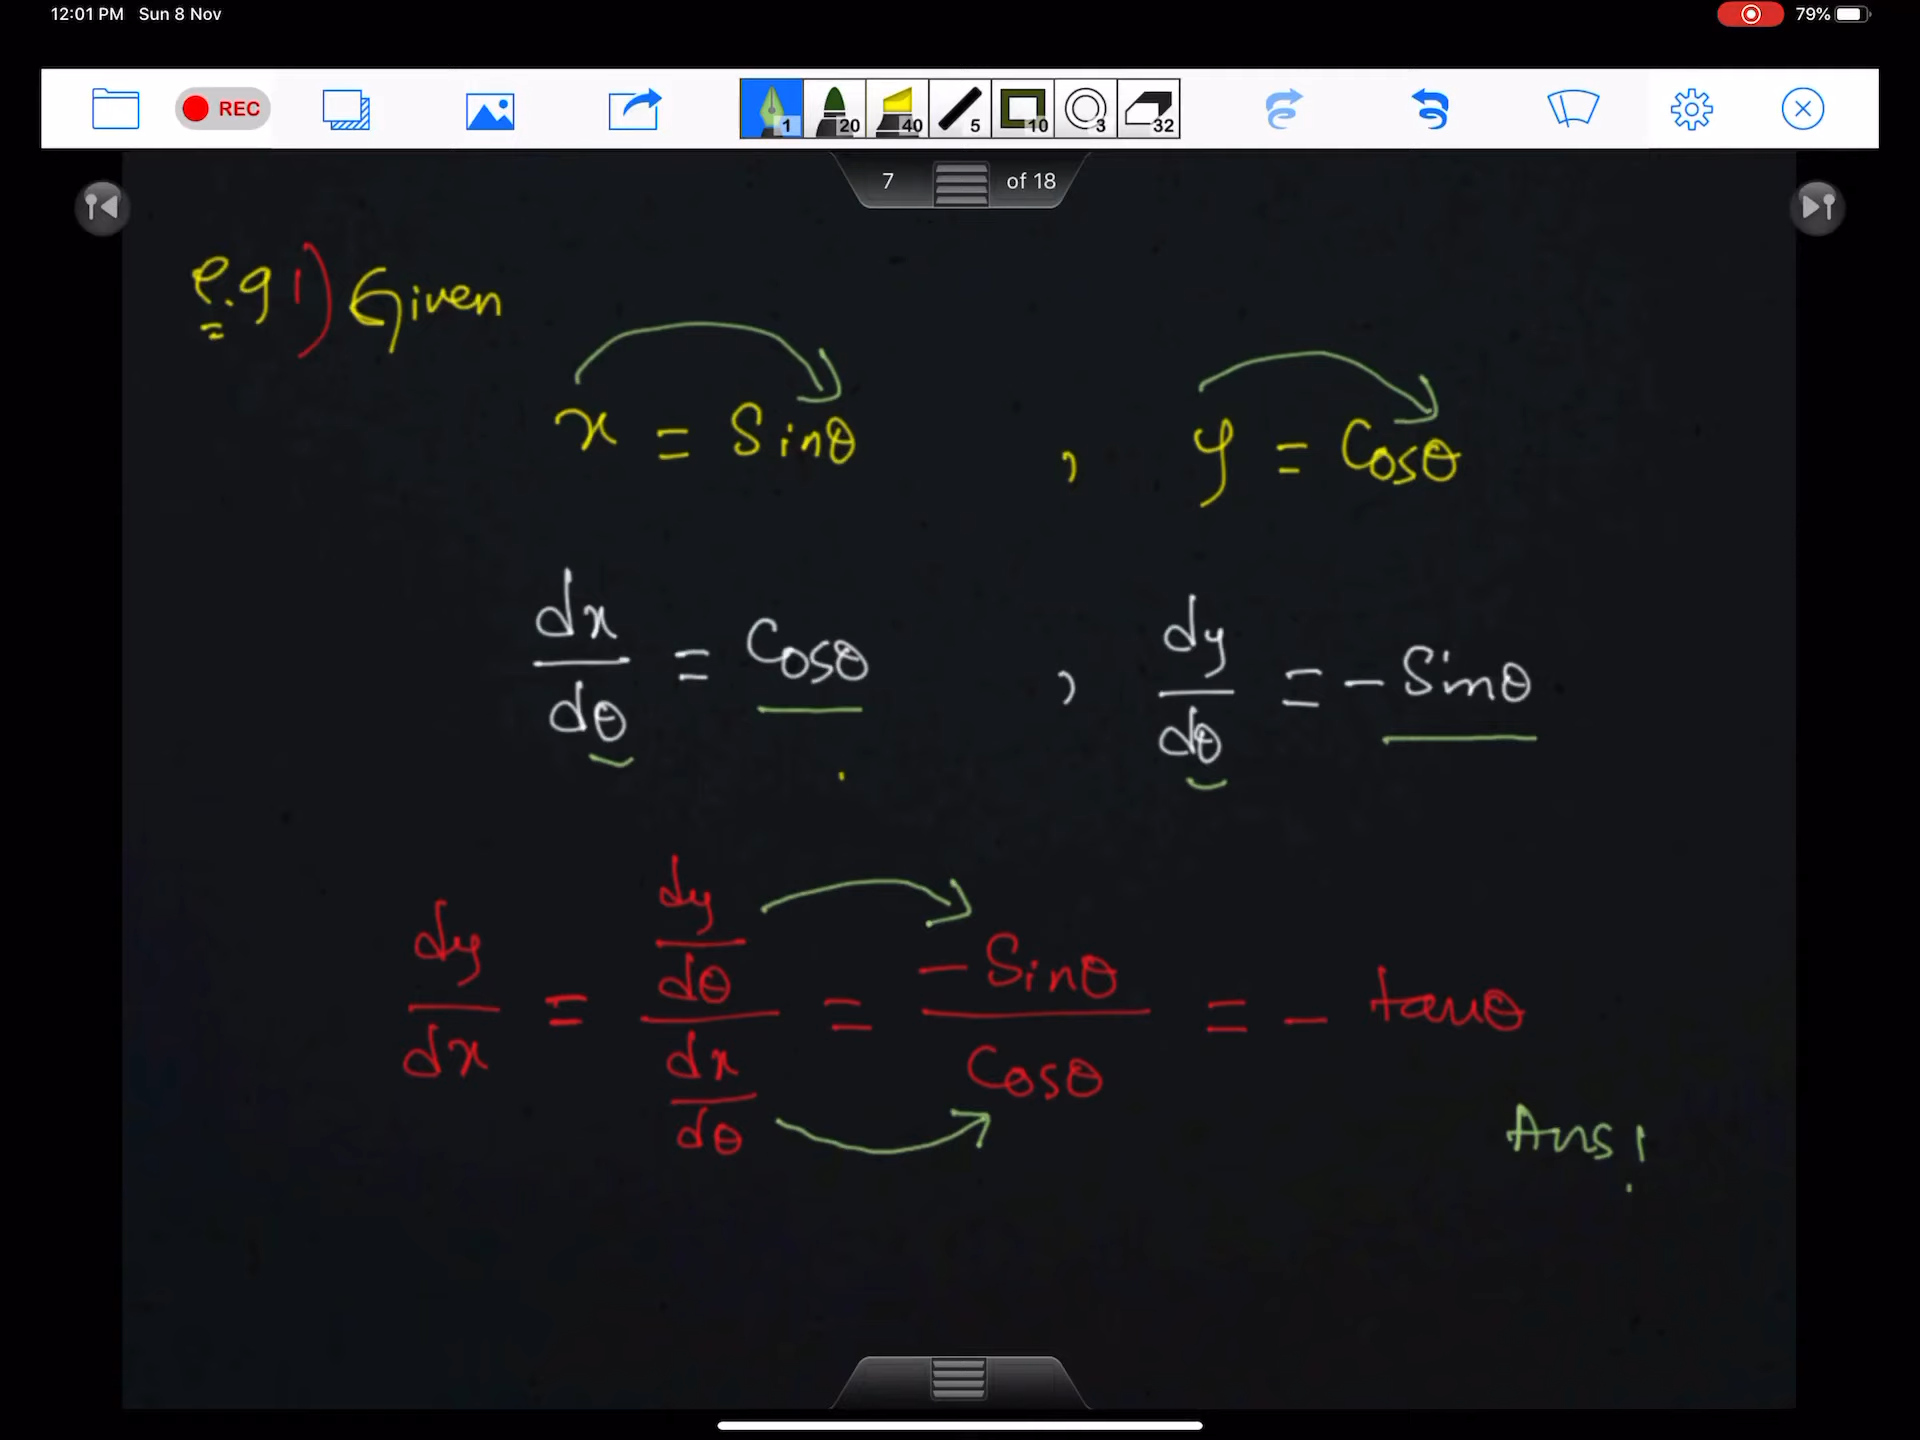 12:01 PM Sun 8 Nov 79%
REC 1 20 40 5 10 3 32
7 of 18
e.g 1) Given
x = Sinθ , y = Cosθ
dx/dθ = Cosθ , dy/dθ = - Sinθ
dy/dx = (dy/dθ)/(dx/dθ) = - Sinθ/Cosθ = - tanθ
Ans!